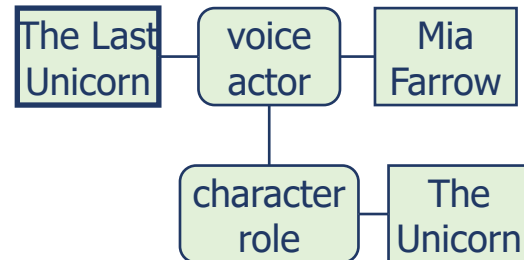 The Last
Unicorn
voice
actor
Mia
Farrow
character
role
The
Unicorn